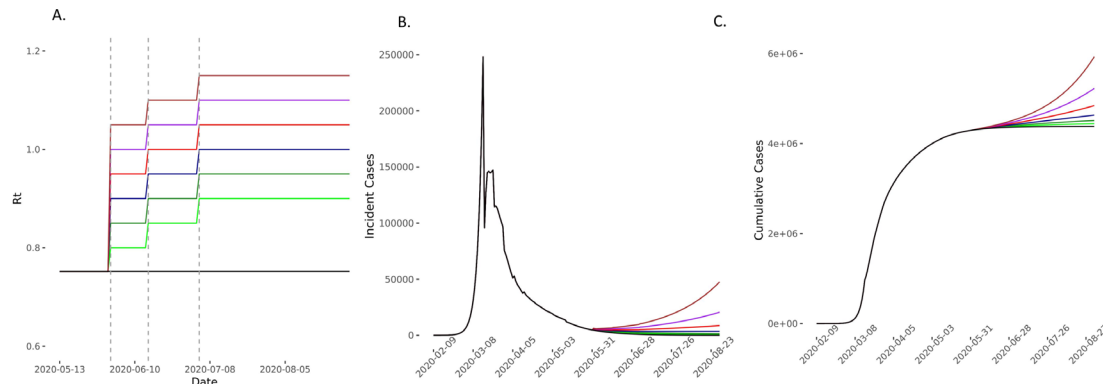 A.
1.2
1.0
0.8
0.6
Rt
2020-05-13 2020-06-10 2020-07-08 2020-08-05
Date
B.
250000
200000
150000
100000
50000
0
Incident Cases
2020-02-09 2020-03-08 2020-04-05 2020-05-03 2020-05-31 2020-06-28 2020-07-26 2020-08-23
C.
6e+06
4e+06
2e+06
0e+00
Cumulative Cases
2020-02-09 2020-03-08 2020-04-05 2020-05-03 2020-05-31 2020-06-28 2020-07-26 2020-08-2